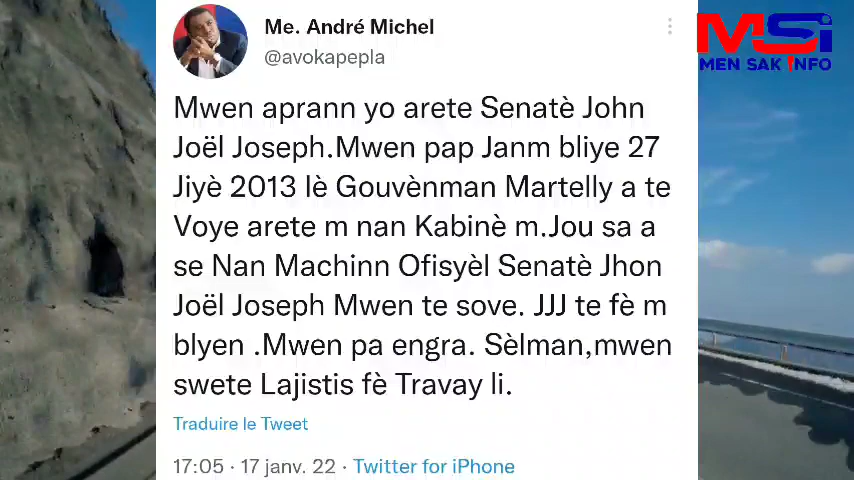 Me. André Michel
@avokapepla
MSi
MEN SAK INFO
Mwen aprann yo arete Senatè John
Joël Joseph.Mwen pap Janm bliye 27
Jiyè 2013 lè Gouvènman Martelly a te
Voye arete m nan Kabinè m.Jou sa a
se Nan Machinn Ofisyèl Senatè Jhon
Joël Joseph Mwen te sove. JJJ te fè m
blyen .Mwen pa engra. Sèlman,mwen
swete Lajistis fè Travay li.
Traduire le Tweet
17:05 · 17 janv. 22 · Twitter for iPhone